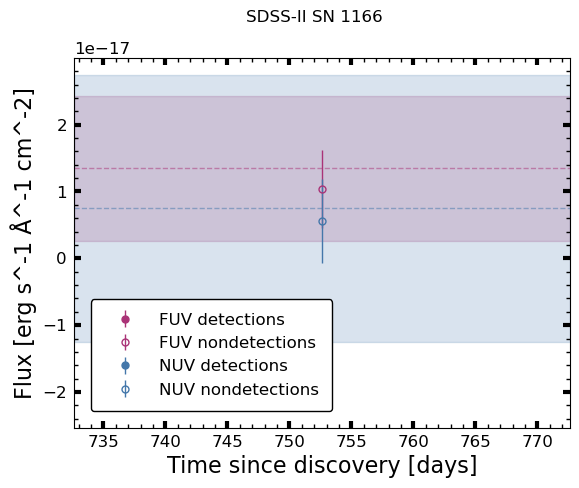 SDSS-II SN 1166
1e−17
Flux [erg s^-1 Å^-1 cm^-2]
2
1
0
−1
−2
FUV detections
FUV nondetections
NUV detections
NUV nondetections
735 740 745 750 755 760 765 770
Time since discovery [days]